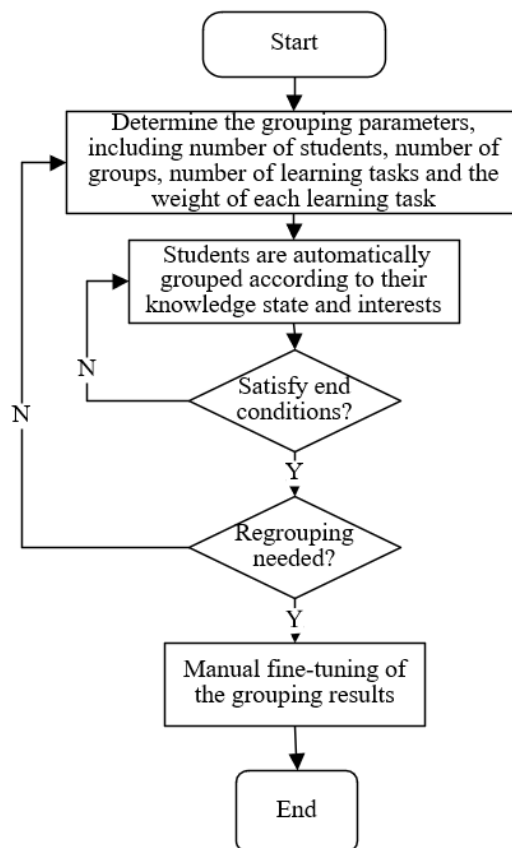 Start
Determine the grouping parameters,
including number of students, number of
groups, number of learning tasks and the
weight of each learning task
Students are automatically
grouped according to their
knowledge state and interests
N
Satisfy end
conditions?
N
Y
Regrouping
needed?
Y
Manual fine-tuning of
the grouping results
End